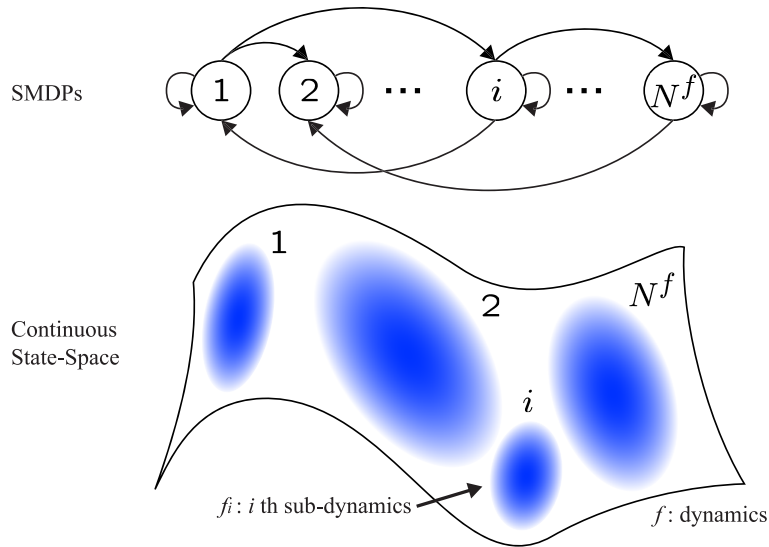 SMDPs
1 2 ... i ... N^f
1
2
N^f
Continuous
State-Space
i
f_i : i th sub-dynamics
f : dynamics